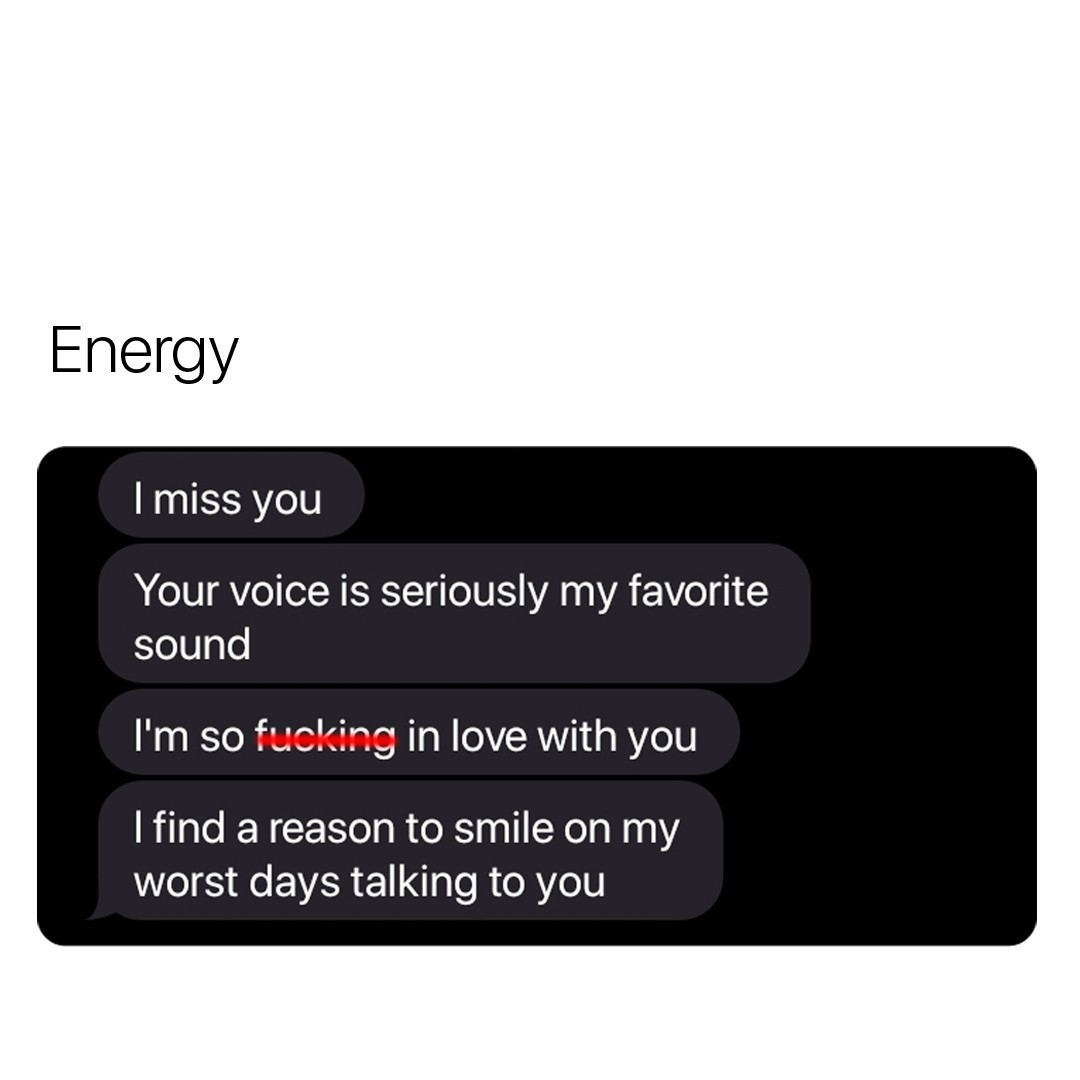 Energy
I miss you
Your voice is seriously my favorite
sound
I'm so fucking in love with you
I find a reason to smile on my
worst days talking to you